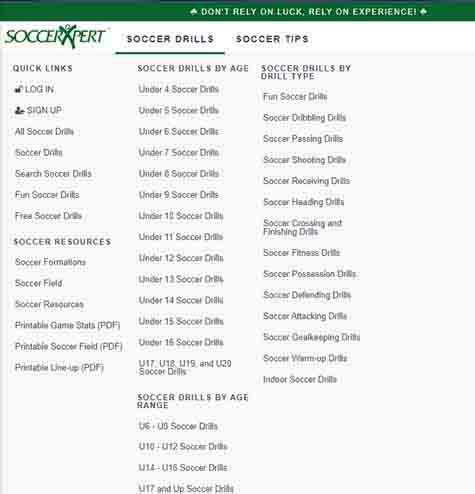 ☘ DON'T RELY ON LUCK, RELY ON EXPERIENCE! ☘
SOCCERXPERT
SOCCER DRILLS
SOCCER TIPS
QUICK LINKS
LOG IN
SIGN UP
All Soccer Drills
Soccer Drills
Search Soccer Drills
Fun Soccer Drills
Free Soccer Drills
SOCCER RESOURCES
Soccer Formations
Soccer Field
Soccer Resources
Printable Game Stats (PDF)
Printable Soccer Field (PDF)
Printable Line-up (PDF)
SOCCER DRILLS BY AGE
Under 4 Soccer Drills
Under 5 Soccer Drills
Under 6 Soccer Drills
Under 7 Soccer Drills
Under 8 Soccer Drills
Under 9 Soccer Drills
Under 10 Soccer Drills
Under 11 Soccer Drills
Under 12 Soccer Drills
Under 13 Soccer Drills
Under 14 Soccer Drills
Under 15 Soccer Drills
Under 16 Soccer Drills
U17, U18, U19, and U20
Soccer Drills
SOCCER DRILLS BY AGE
RANGE
U6 - U8 Soccer Drills
U10 - U12 Soccer Drills
U14 - U16 Soccer Drills
U17 and Up Soccer Drills
SOCCER DRILLS BY
DRILL TYPE
Fun Soccer Drills
Soccer Dribbling Drills
Soccer Passing Drills
Soccer Shooting Drills
Soccer Receiving Drills
Soccer Heading Drills
Soccer Crossing and
Finishing Drills
Soccer Fitness Drills
Soccer Possession Drills
Soccer Defending Drills
Soccer Attacking Drills
Soccer Goalkeeping Drills
Soccer Warm-up Drills
Indoor Soccer Drills